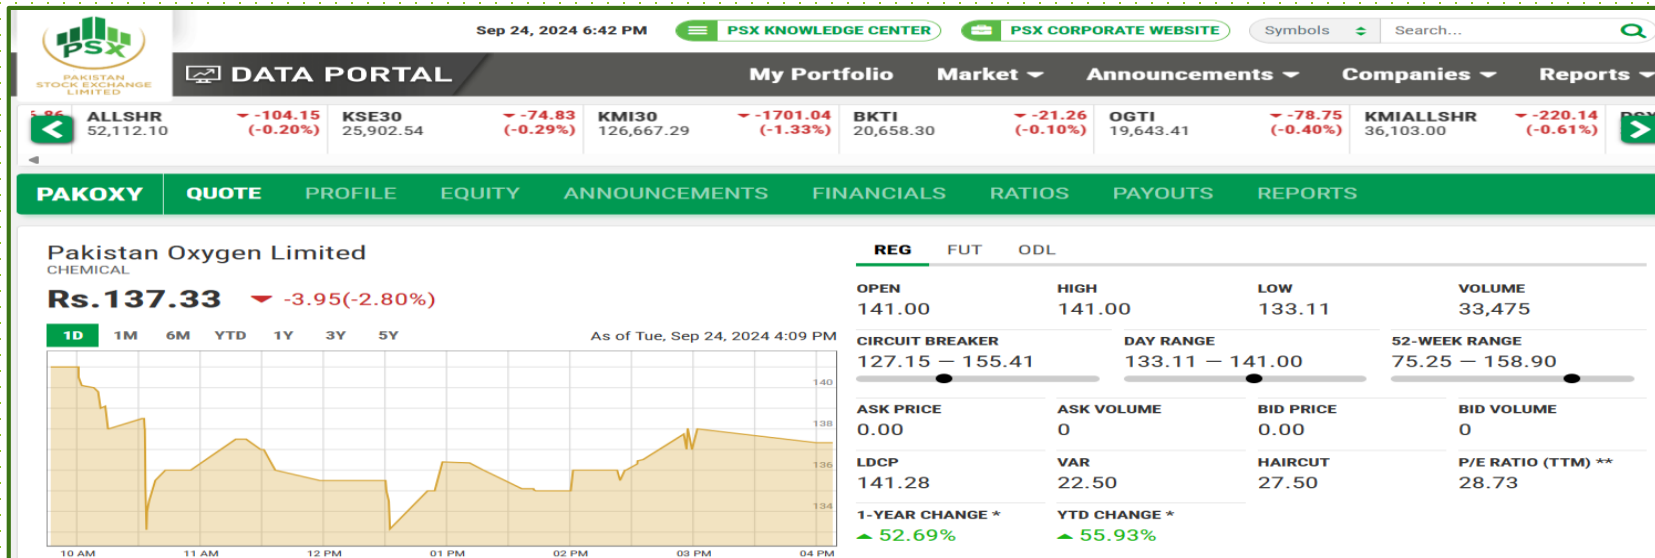 Sep 24, 2024 6:42 PM PSX KNOWLEDGE CENTER PSX CORPORATE WEBSITE Symbols Search...
PSX
PAKISTAN
STOCK EXCHANGE
LIMITED
DATA PORTAL My Portfolio Market Announcements Companies Reports
ALLSHR -104.15 KSE30 -74.83 KMI30 -1701.04 BKTI -21.26 OGTI -78.75 KMIALLSHR -220.14
52,112.10 (-0.20%) 25,902.54 (-0.29%) 126,667.29 (-1.33%) 20,658.30 (-0.10%) 19,643.41 (-0.40%) 36,103.00 (-0.61%)
PAKOXY QUOTE PROFILE EQUITY ANNOUNCEMENTS FINANCIALS RATIOS PAYOUTS REPORTS
Pakistan Oxygen Limited
CHEMICAL
Rs.137.33 -3.95(-2.80%)
1D 1M 6M YTD 1Y 3Y 5Y As of Tue, Sep 24, 2024 4:09 PM
140
138
136
134
10 AM 11 AM 12 PM 01 PM 02 PM 03 PM 04 PM
REG FUT ODL
OPEN HIGH LOW VOLUME
141.00 141.00 133.11 33,475
CIRCUIT BREAKER DAY RANGE 52-WEEK RANGE
127.15 — 155.41 133.11 — 141.00 75.25 — 158.90
ASK PRICE ASK VOLUME BID PRICE BID VOLUME
0.00 0 0.00 0
LDCP VAR HAIRCUT P/E RATIO (TTM) **
141.28 22.50 27.50 28.73
1-YEAR CHANGE * YTD CHANGE *
52.69% 55.93%